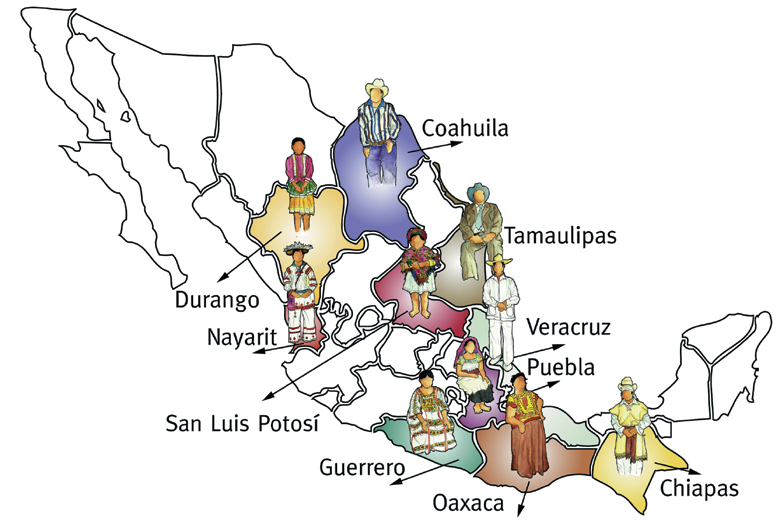 Coahuila
Tamaulipas
Durango
Nayarit
Veracruz
Puebla
San Luis Potosí
Guerrero
Oaxaca
Chiapas